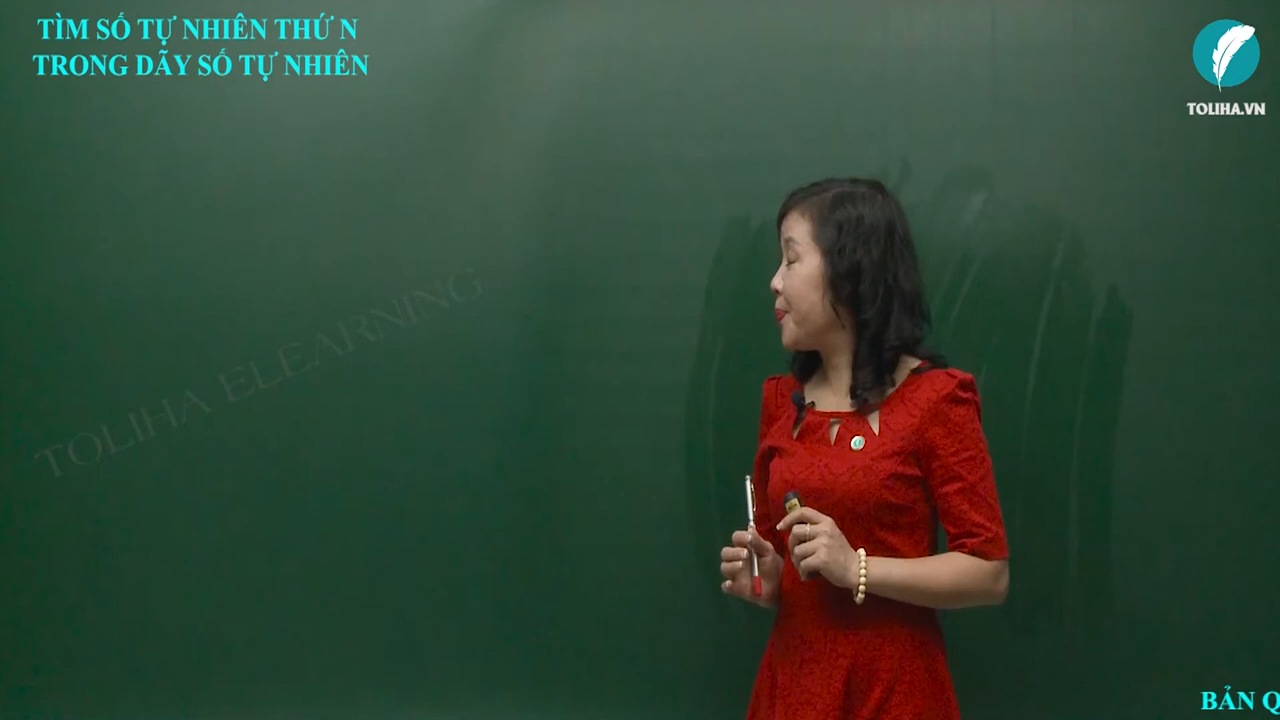 TÌM SỐ TỰ NHIÊN THỨ N
TRONG DÃY SỐ TỰ NHIÊN
TOLIHA.VN
TOLIHA ELEARNING
BẢN Q